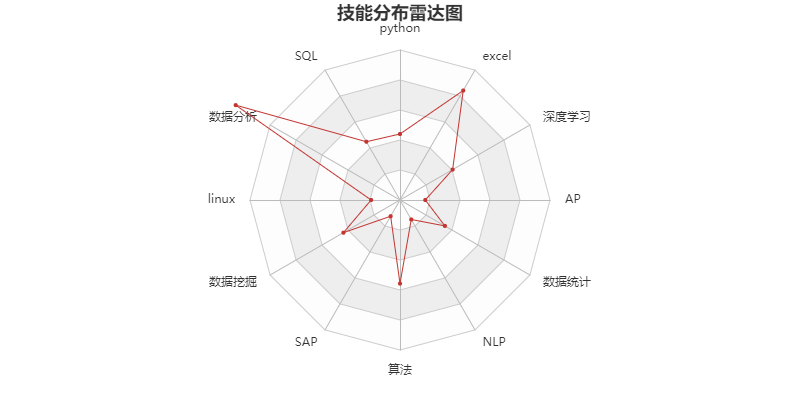 技能分布雷达图
python
SQL
excel
数据分析
深度学习
linux
AP
数据挖掘
数据统计
SAP
NLP
算法